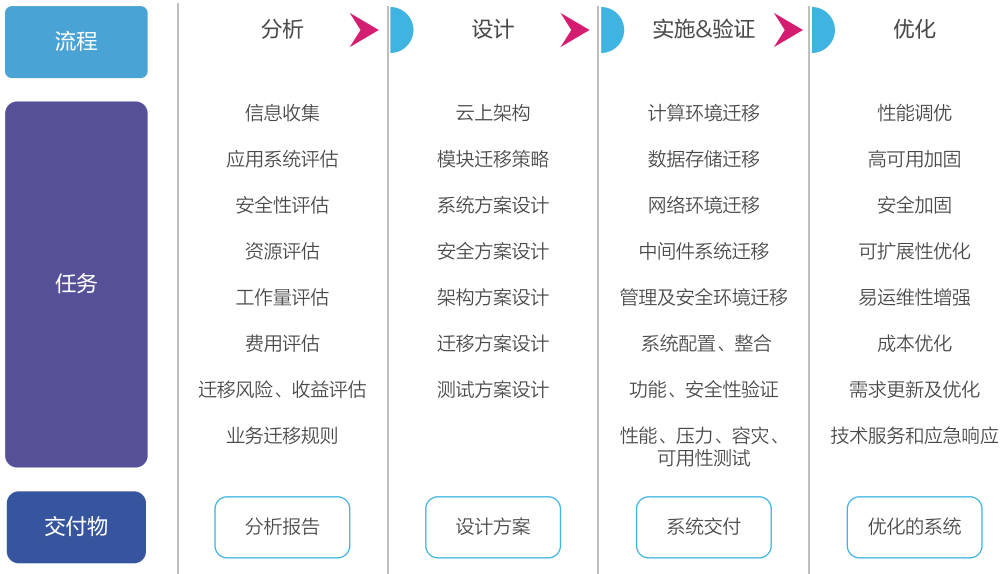 流程
分析
设计
实施&验证
优化
任务
信息收集
应用系统评估
安全性评估
资源评估
工作量评估
费用评估
迁移风险、收益评估
业务迁移规则
云上架构
模块迁移策略
系统方案设计
安全方案设计
架构方案设计
迁移方案设计
测试方案设计
计算环境迁移
数据存储迁移
网络环境迁移
中间件系统迁移
管理及安全环境迁移
系统配置、整合
功能、安全性验证
性能、压力、容灾、
可用性测试
性能调优
高可用加固
安全加固
可扩展性优化
易运维性增强
成本优化
需求更新及优化
技术服务和应急响应
交付物
分析报告
设计方案
系统交付
优化的系统